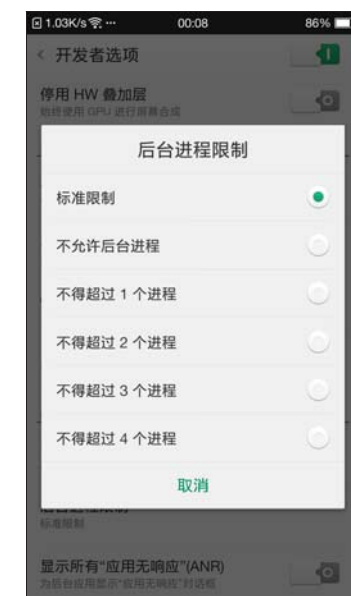 1.03K/s ... 00:08 86%
开发者选项
停用 HW 叠加层
始终使用 GPU 进行屏幕合成
后台进程限制
标准限制
不允许后台进程
不得超过 1 个进程
不得超过 2 个进程
不得超过 3 个进程
不得超过 4 个进程
取消
标准限制
显示所有“应用无响应”(ANR)
为后台应用显示“应用无响应”对话框